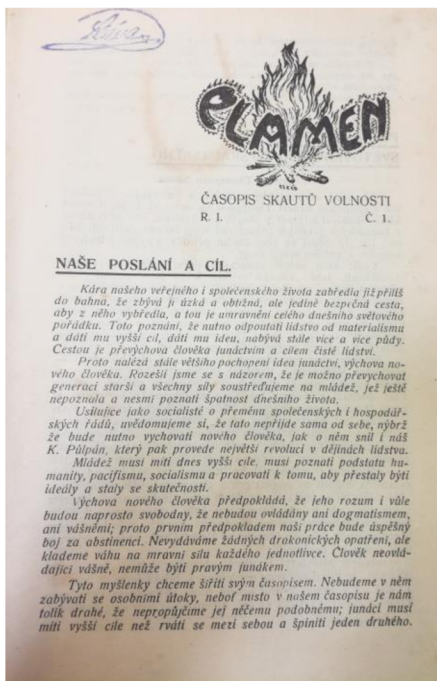 PLAMEN
ČASOPIS SKAUTŮ VOLNOSTI
R. I. Č. 1.
NAŠE POSLÁNÍ A CÍL.
Kára našeho veřejného i společenského života zabředla již příliš
do bahna, že zbývá jí úzká a obtížná, ale jedině bezpečná cesta,
aby z něho vybředla, a tou je umravnění celého dnešního světového
pořádku. Toto poznání, že nutno odpoutati lidstvo od materialismu
a dáti mu vyšší cíl, dáti mu ideu, nabývá stále více a více půdy.
Cestou je převýchova člověka junáctvím a cílem čisté lidství.
Proto nalézá stále většího pochopení idea junáctví, výchova no-
vého člověka. Rozešli jsme se s názorem, že je možno převychovat
generaci starší a všechny síly soustřeďujeme na mládež, jež ještě
nepoznala a nesmí poznati špatnost dnešního života.
Usilujíce jako socialisté o přeměnu společenských i hospodář-
ských řádů, uvědomujeme si, že tato nepřijde sama od sebe, nýbrž
že bude nutno vychovati nového člověka, jak o něm snil i náš
K. Půlpán, který pak provede největší revoluci v dějinách lidstva.
Mládež musí míti dnes vyšší cíle, musí poznati podstatu hu-
manity, pacifismu, socialismu a pracovati k tomu, aby přestaly býti
ideály a staly se skutečností.
Výchova nového člověka předpokládá, že jeho rozum i vůle
budou naprosto svobodny, že nebudou ovládány ani dogmatismem,
ani vášněmi; proto prvním předpokladem naší práce bude úspěšný
boj za abstinenci. Nevydáváme žádných drakonických opatření, ale
klademe váhu na mravní sílu každého jednotlivce. Člověk neovlá-
dající vášně, nemůže býti pravým junákem.
Tyto myšlenky chceme šířiti svým časopisem. Nebudeme v něm
zabývati se osobními útoky, neboť místo v našem časopisu je nám
tolik drahé, že nepropůjčíme jej něčemu podobnému; junáci musí
míti vyšší cíle než rváti se mezi sebou a špiniti jeden druhého.